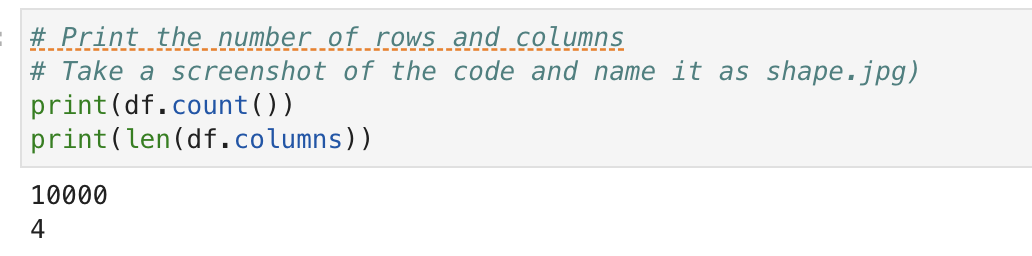 # Print the number of rows and columns
# Take a screenshot of the code and name it as shape.jpg)
print(df.count())
print(len(df.columns))
10000
4